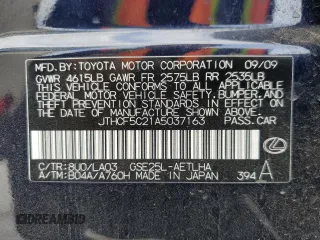 MFD.BY:TOYOTA MOTOR CORPORATION 09/09
GVWR 4615LB GAWR FR 2575LB RR 2535LB
THIS VEHICLE CONFORMS TO ALL APPLICABLE
FEDERAL MOTOR VEHICLE SAFETY,
BUMPER, AND THEFT PREVENTION
STANDARDS IN EFFECT ON THE DATE OF
MANUFACTURE SHOWN ABOVE.
JTHCF5C21A5037163 PASS.CAR
C/TR:8U0/LA03 GSE25L-AETLHA
A/TM:B04A/A760H MADE IN JAPAN 394 A